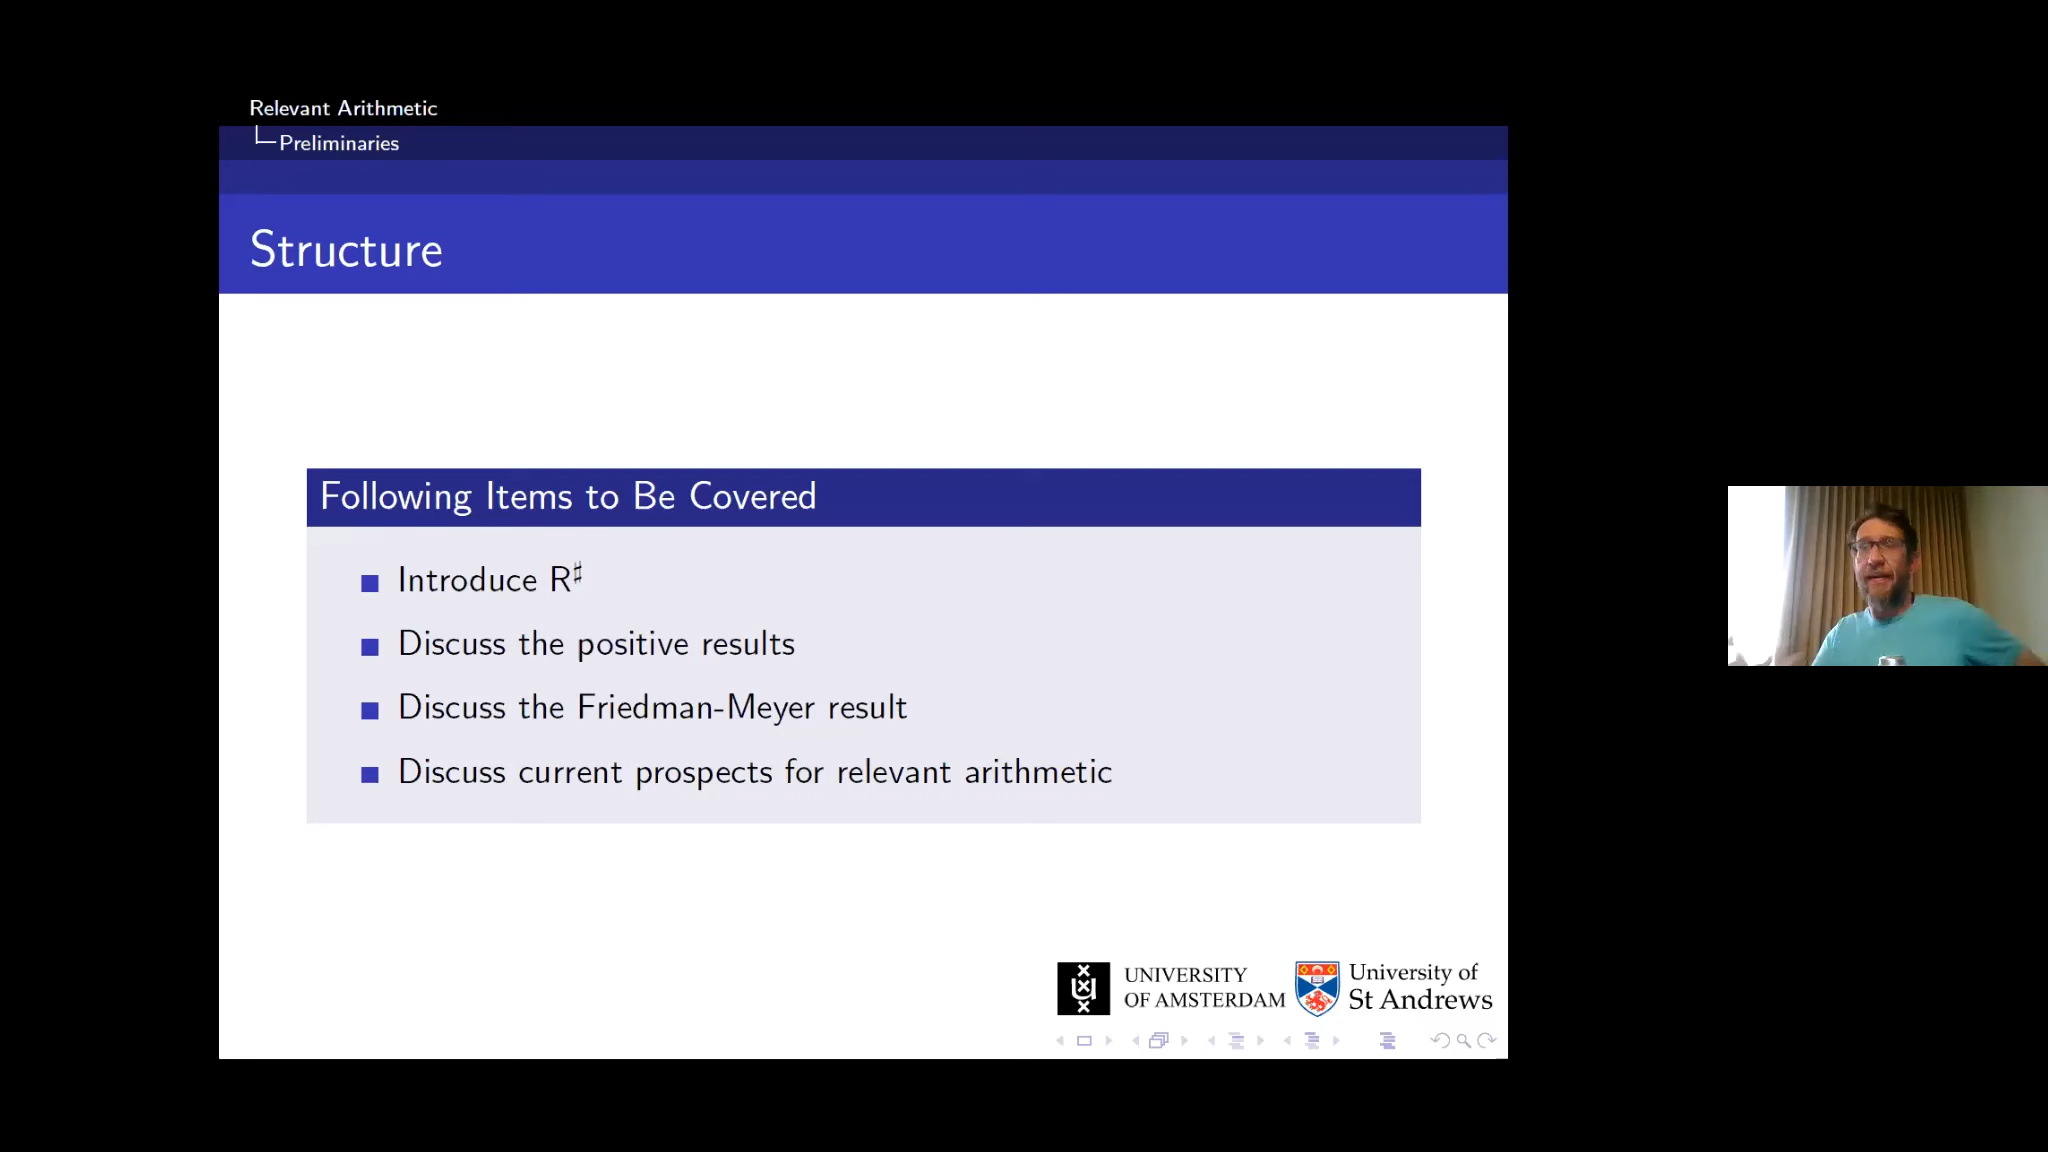 Relevant Arithmetic
Preliminaries
Structure
Following Items to Be Covered
Introduce R♯
Discuss the positive results
Discuss the Friedman-Meyer result
Discuss current prospects for relevant arithmetic
UNIVERSITY
OF AMSTERDAM
University of
St Andrews